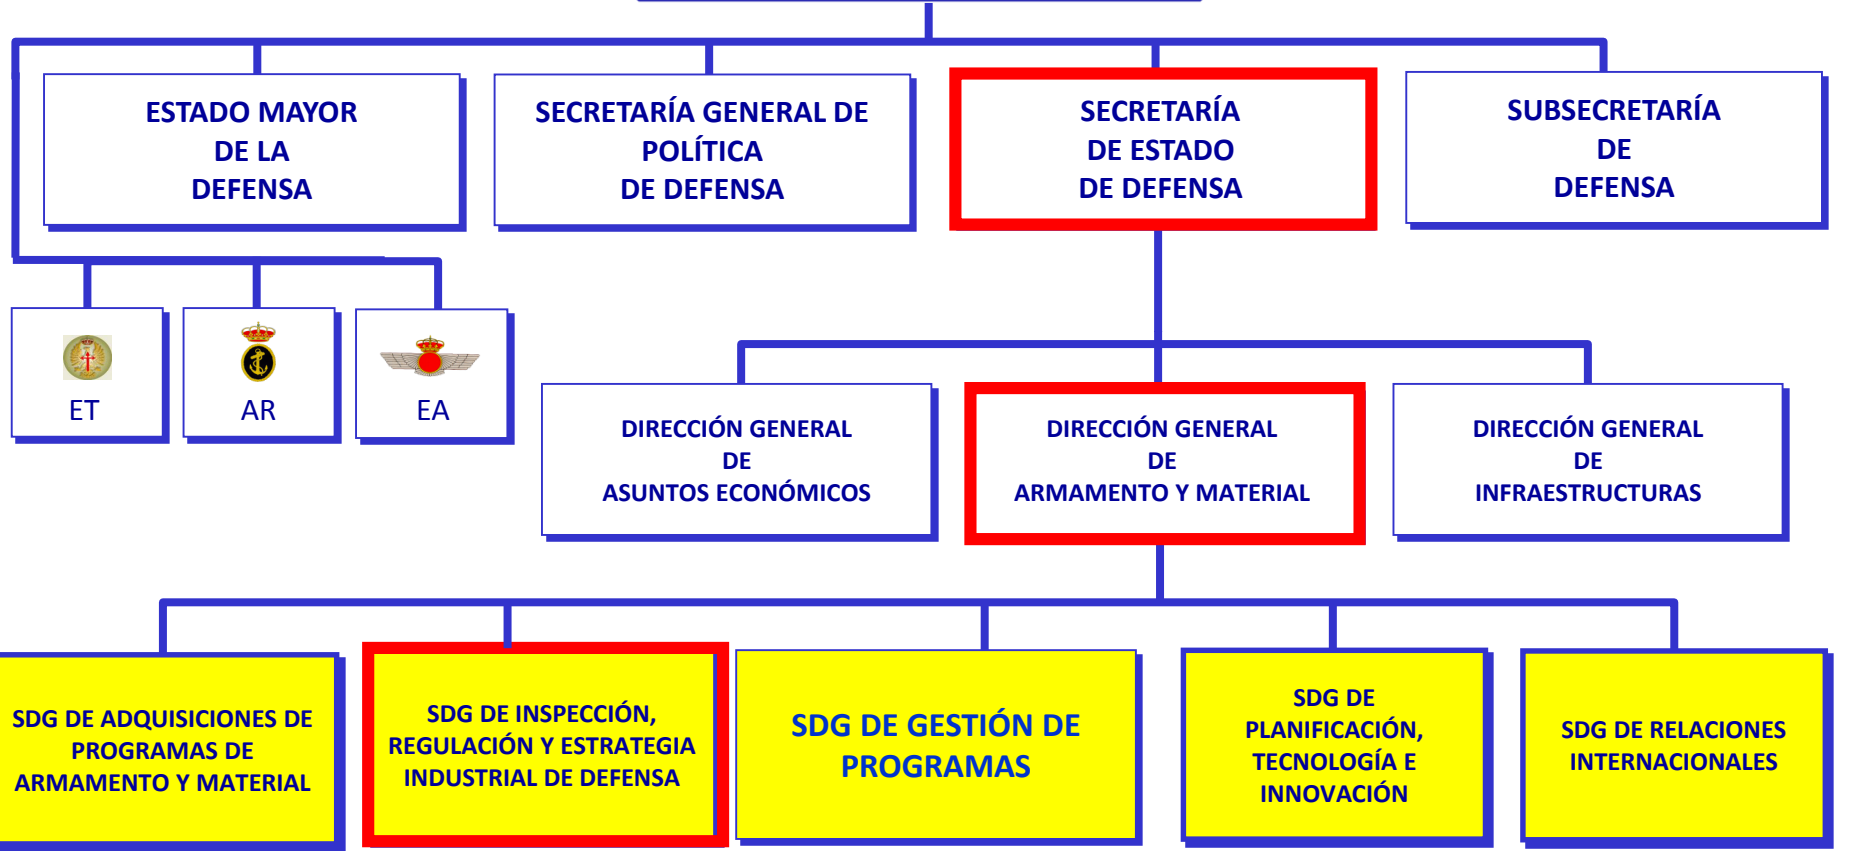 ESTADO MAYOR
DE LA
DEFENSA
SECRETARÍA GENERAL DE
POLÍTICA
DE DEFENSA
SECRETARÍA
DE ESTADO
DE DEFENSA
SUBSECRETARÍA
DE
DEFENSA
ET
AR
EA
DIRECCIÓN GENERAL
DE
ASUNTOS ECONÓMICOS
DIRECCIÓN GENERAL
DE
ARMAMENTO Y MATERIAL
DIRECCIÓN GENERAL
DE
INFRAESTRUCTURAS
SDG DE ADQUISICIONES DE
PROGRAMAS DE
ARMAMENTO Y MATERIAL
SDG DE INSPECCIÓN,
REGULACIÓN Y ESTRATEGIA
INDUSTRIAL DE DEFENSA
SDG DE GESTIÓN DE
PROGRAMAS
SDG DE
PLANIFICACIÓN,
TECNOLOGÍA E
INNOVACIÓN
SDG DE RELACIONES
INTERNACIONALES